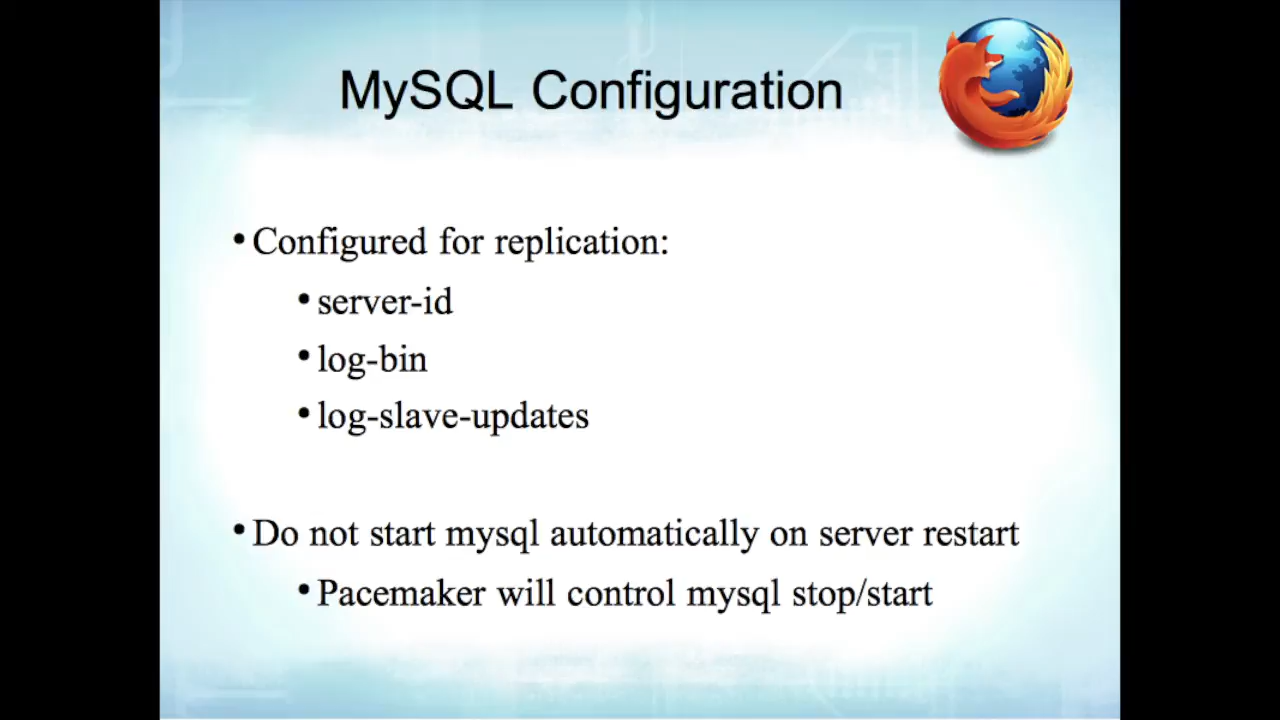 MySQL Configuration
• Configured for replication:
• server-id
• log-bin
• log-slave-updates
• Do not start mysql automatically on server restart
• Pacemaker will control mysql stop/start